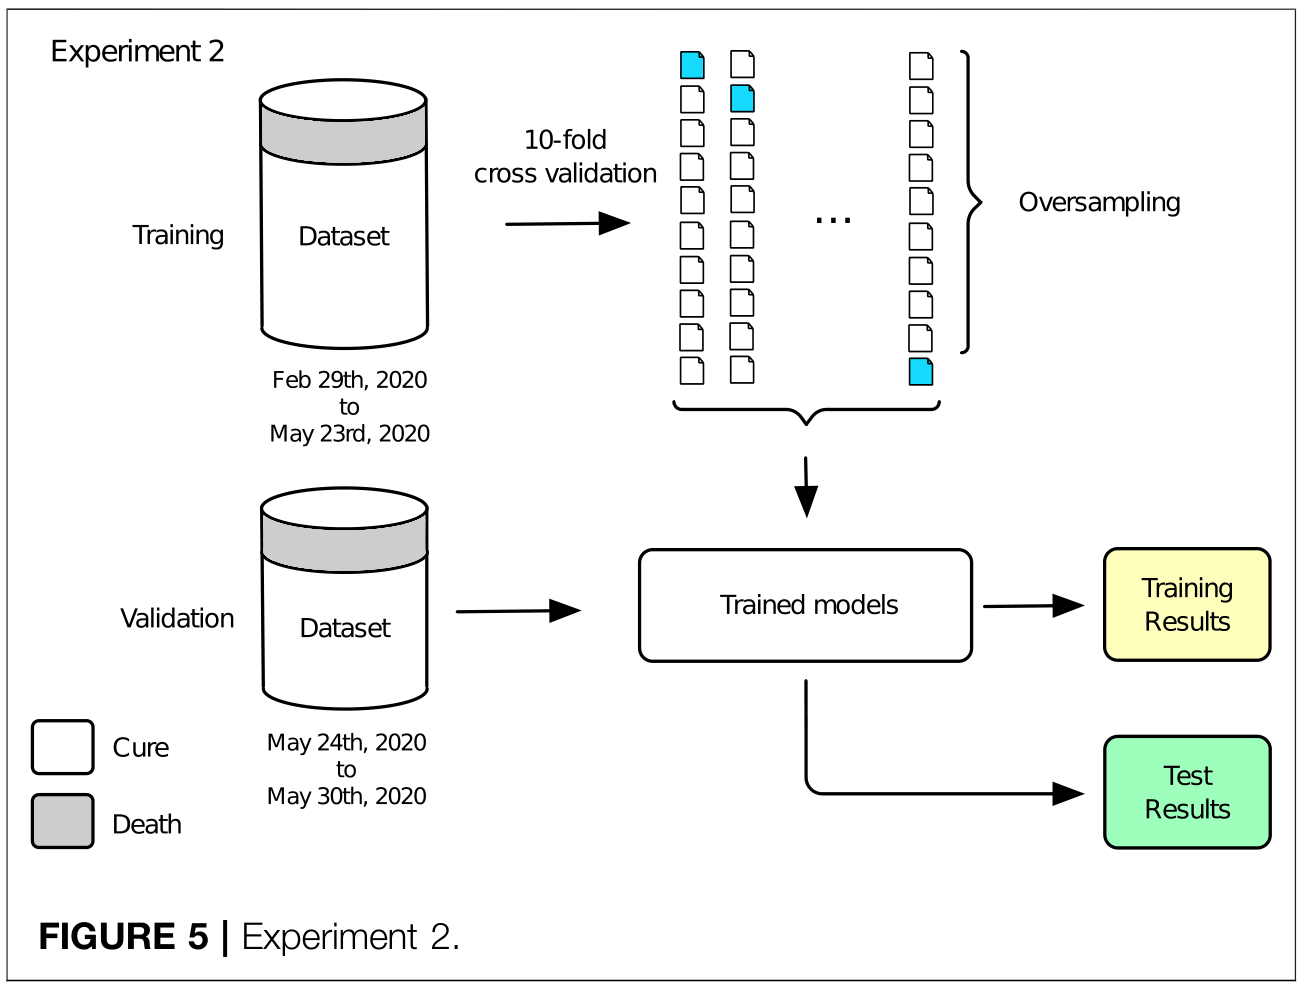 Experiment 2
10-fold
cross validation
Training
Dataset
...
Oversampling
Feb 29th, 2020
to
May 23rd, 2020
Validation
Dataset
Trained models
Training
Results
May 24th, 2020
to
May 30th, 2020
Cure
Death
Test
Results
FIGURE 5 | Experiment 2.